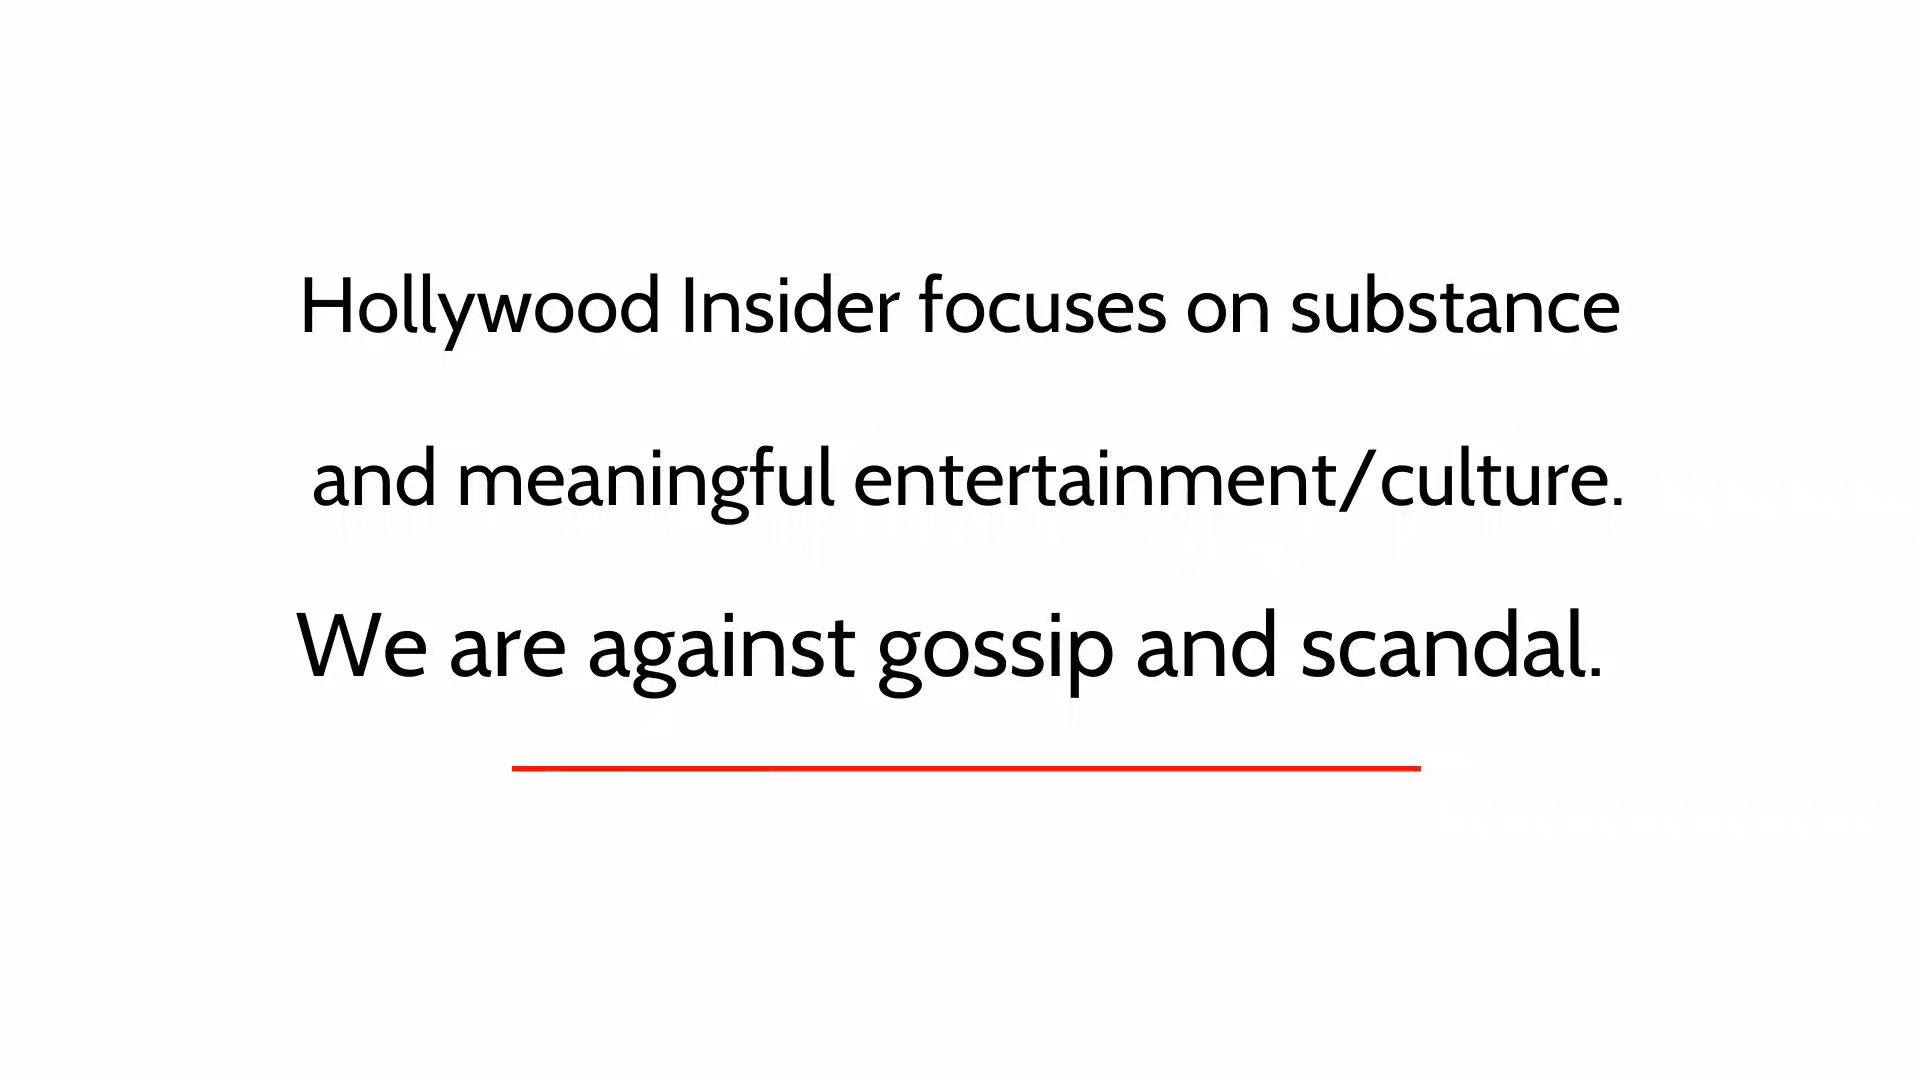 Hollywood Insider focuses on substance
and meaningful entertainment/culture.
We are against gossip and scandal.